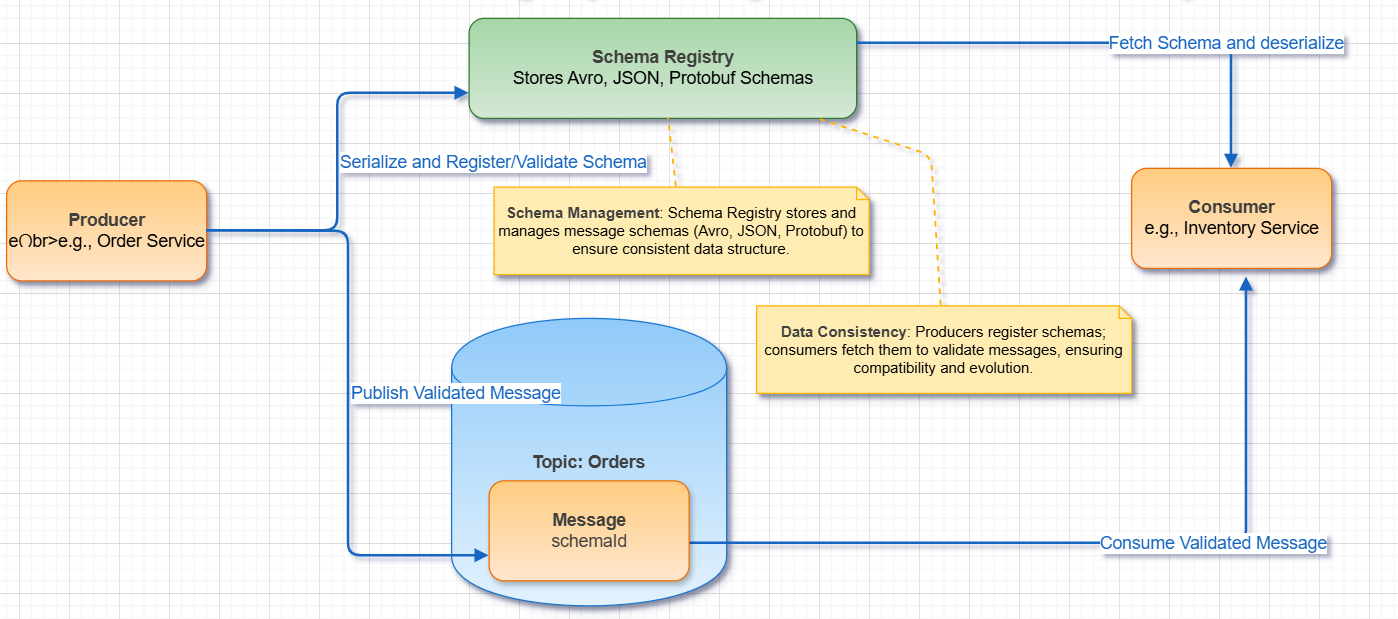 Schema Registry
Stores Avro, JSON, Protobuf Schemas
Fetch Schema and deserialize
Serialize and Register/Validate Schema
Producer
e∩br>e.g., Order Service
Schema Management: Schema Registry stores and
manages message schemas (Avro, JSON, Protobuf) to
ensure consistent data structure.
Consumer
e.g., Inventory Service
Data Consistency: Producers register schemas;
consumers fetch them to validate messages, ensuring
compatibility and evolution.
Publish Validated Message
Topic: Orders
Message
schemaId
Consume Validated Message